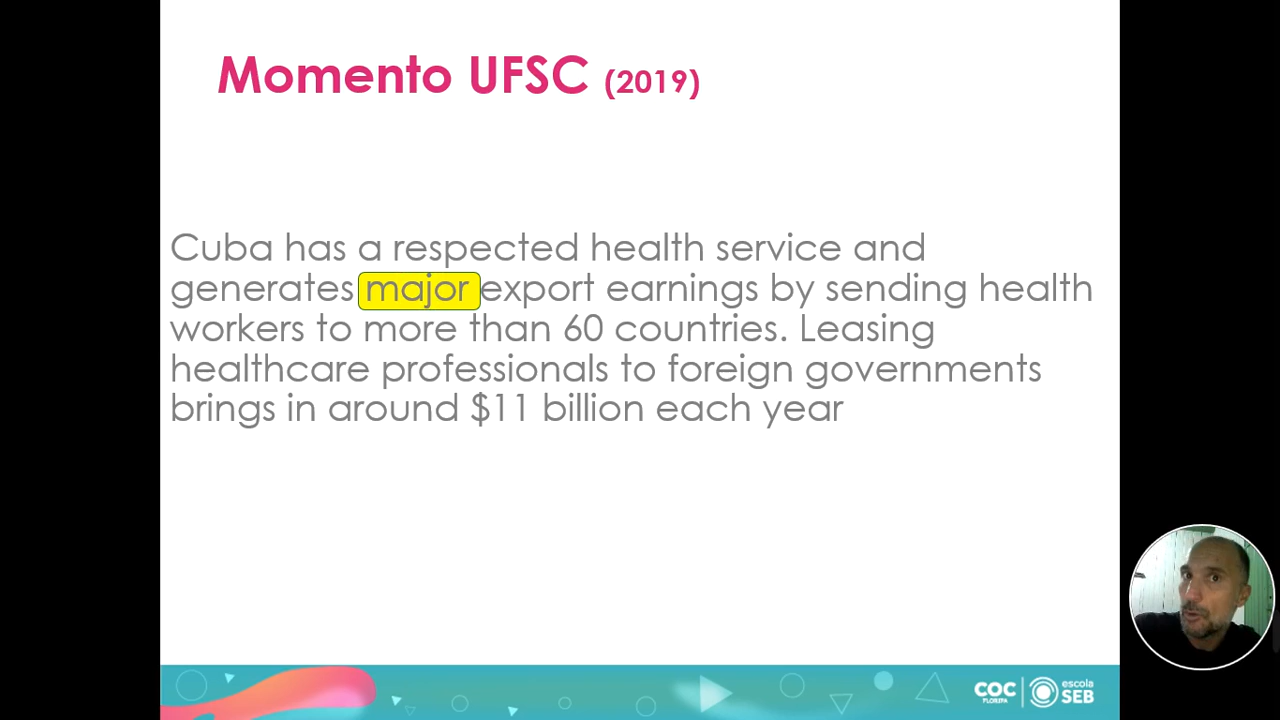 Momento UFSC (2019)
Cuba has a respected health service and
generates major export earnings by sending health
workers to more than 60 countries. Leasing
healthcare professionals to foreign governments
brings in around $11 billion each year
COC
FLORIPA
escola
SEB